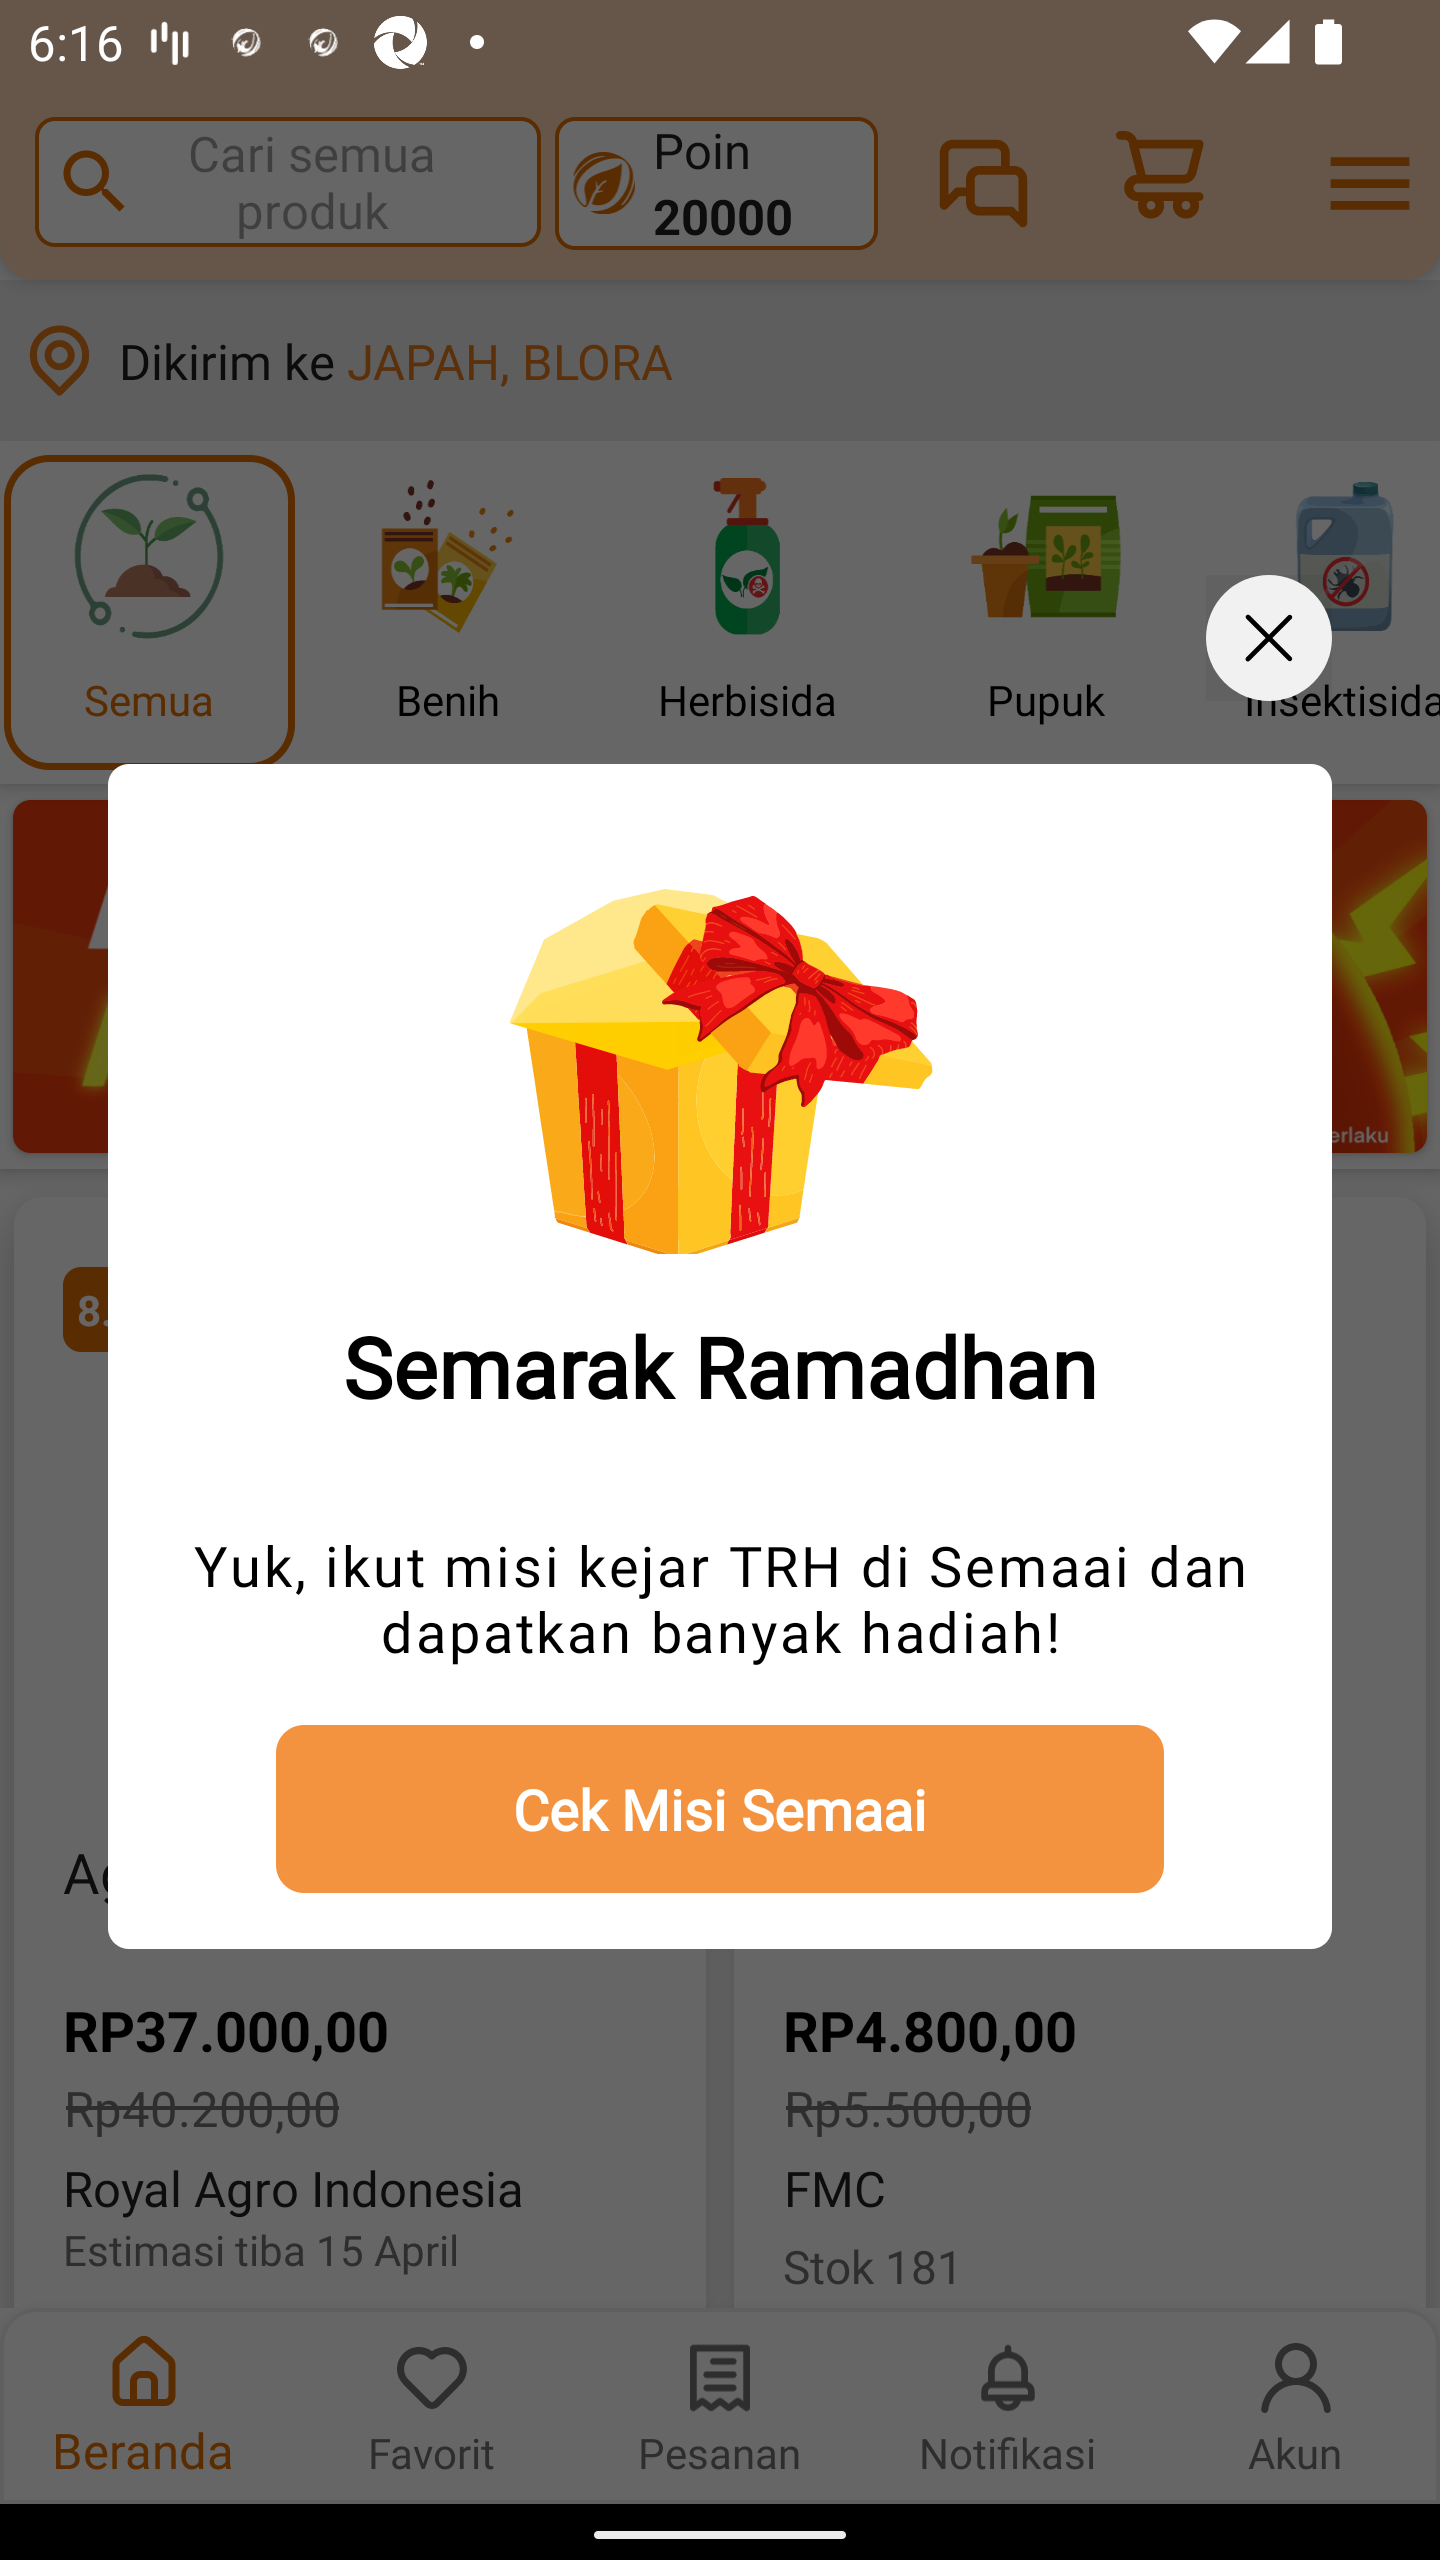 6:16
Cari semua
produk
Poin
20000
Dikirim ke JAPAH, BLORA
Semua
Benih
Herbisida
Pupuk
Insektisida
erlaku
8.
Semarak Ramadhan
Yuk, ikut misi kejar TRH di Semaai dan
dapatkan banyak hadiah!
Cek Misi Semaai
Ag
RP37.000,00
RP4.800,00
Rp40.200,00
Rp5.500,00
Royal Agro Indonesia
FMC
Estimasi tiba 15 April
Stok 181
Beranda
Favorit
Pesanan
Notifikasi
Akun